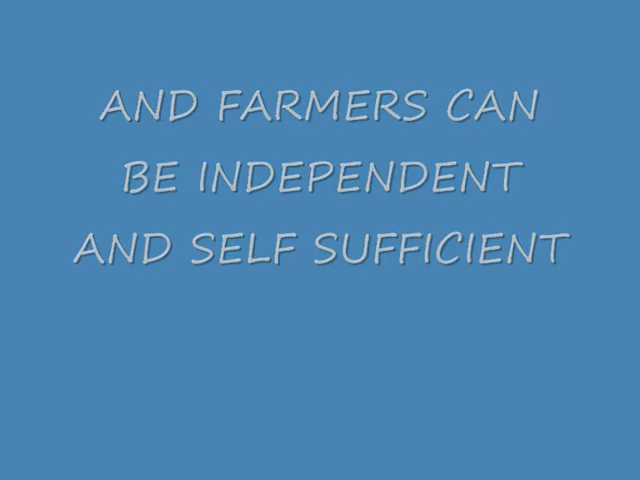 AND FARMERS CAN
BE INDEPENDENT
AND SELF SUFFICIENT